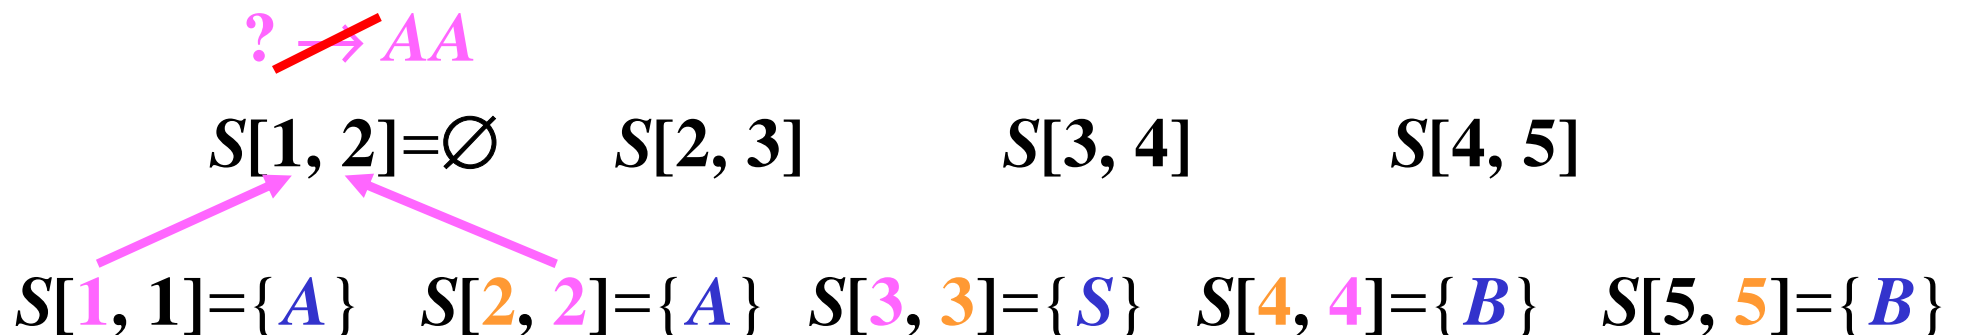 ? → AA
S[1, 2]=∅ S[2, 3] S[3, 4] S[4, 5]
S[1, 1]={A} S[2, 2]={A} S[3, 3]={S} S[4, 4]={B} S[5, 5]={B}